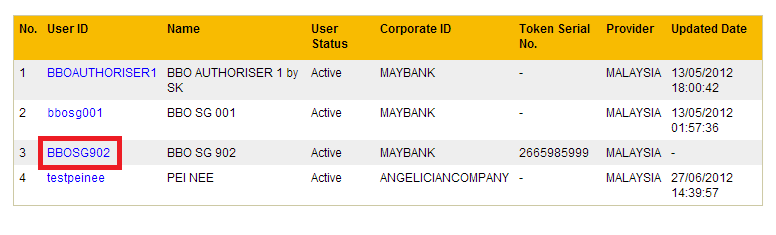 No. User ID Name User Status Corporate ID Token Serial No. Provider Updated Date
1 BBOAUTHORISER1 BBO AUTHORISER 1 by SK Active MAYBANK - MALAYSIA 13/05/2012 18:00:42
2 bbosg001 BBO SG 001 Active MAYBANK - MALAYSIA 13/05/2012 01:57:36
3 BBOSG902 BBO SG 902 Active MAYBANK 2665985999 MALAYSIA -
4 testpeinee PEI NEE Active ANGELICIANCOMPANY - MALAYSIA 27/06/2012 14:39:57